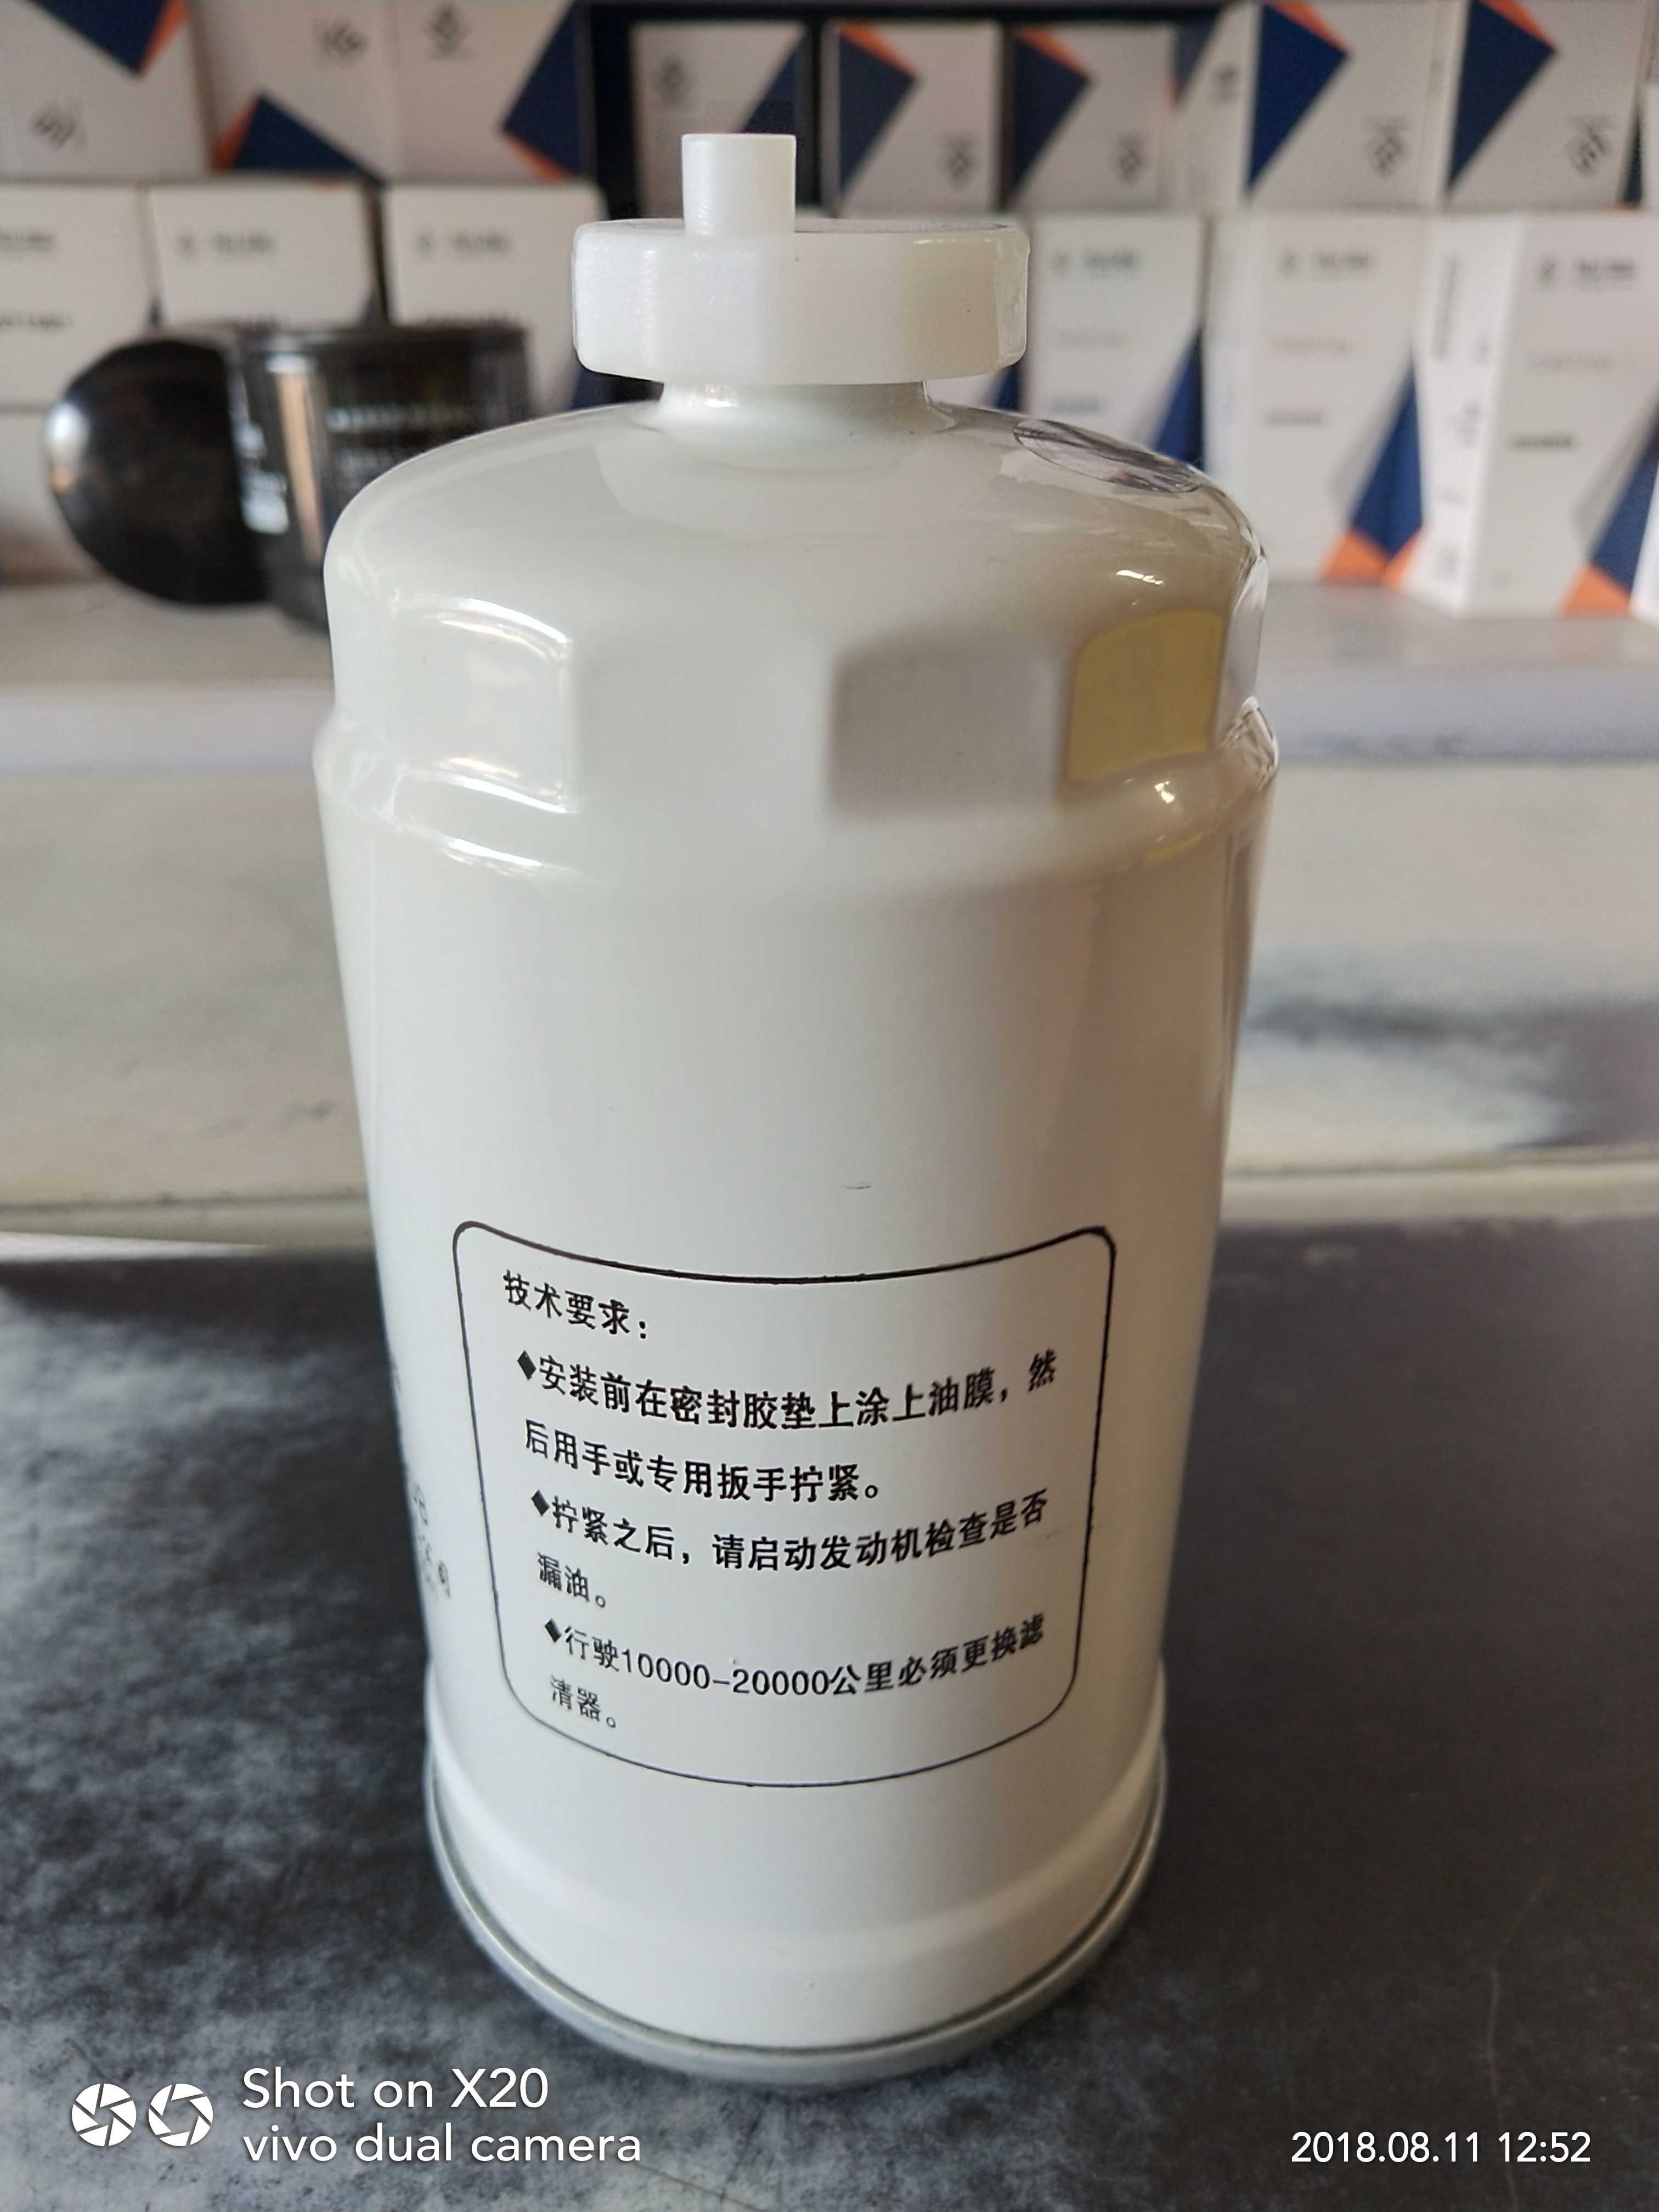 技术要求：
◆安装前在密封胶垫上涂上油膜，然
后用手或专用扳手拧紧。
◆拧紧之后，请启动发动机检查是否
漏油。
◆行驶10000-20000公里必须更换滤
清器。
Shot on X20
vivo dual camera
2018.08.11 12:52